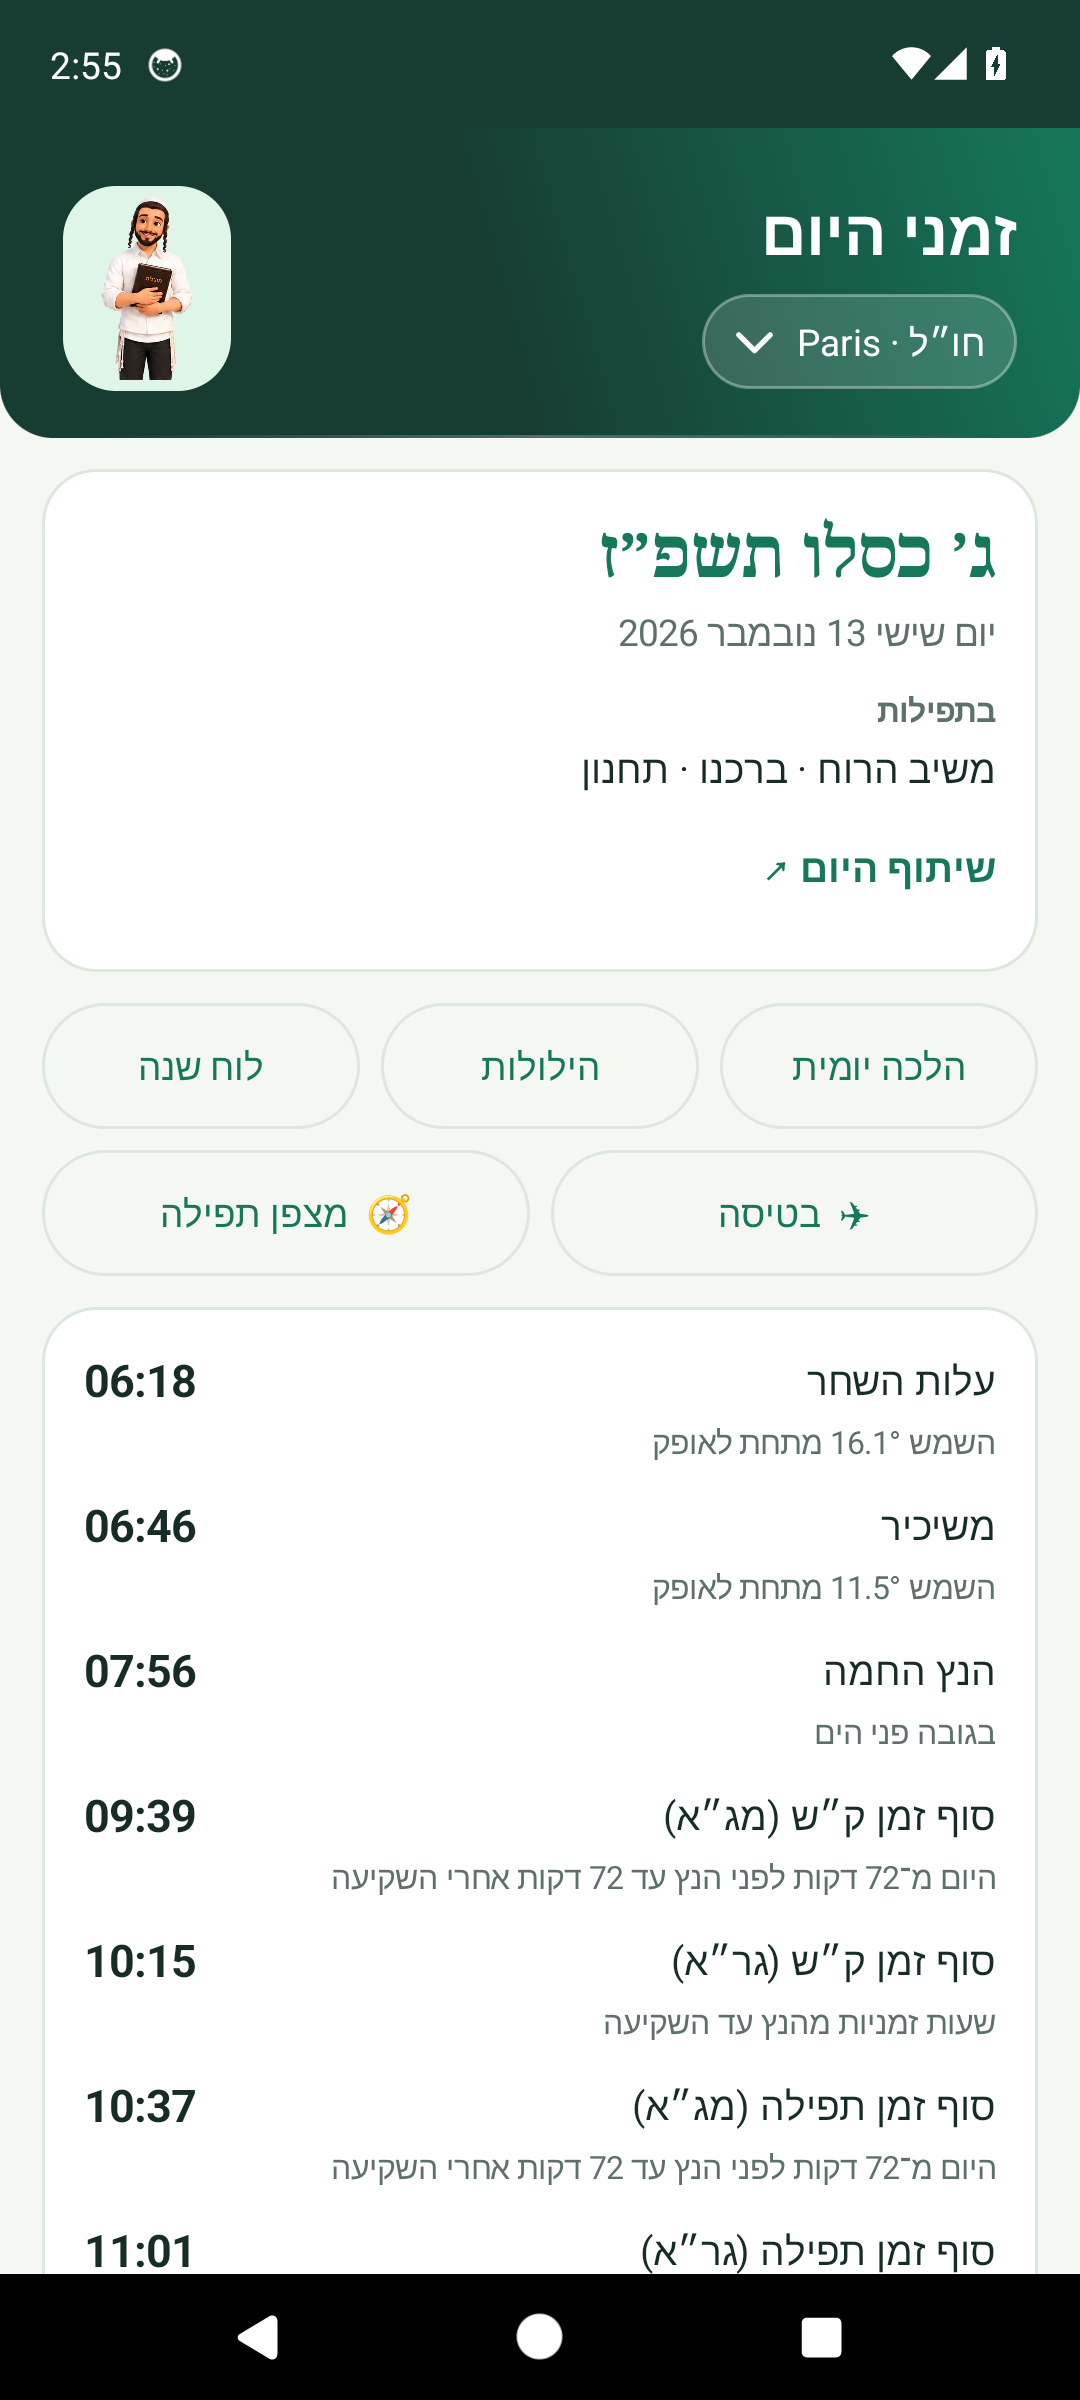 2:55
זמני היום
חו״ל · Paris
ג׳ כסלו תשפ״ז
יום שישי 13 נובמבר 2026
בתפילות
משיב הרוח · ברכנו · תחנון
שיתוף היום ↗
הלכה יומית
הילולות
לוח שנה
✈ בטיסה
🧭 מצפן תפילה
עלות השחר 06:18
השמש 16.1° מתחת לאופק
משיכיר 06:46
השמש 11.5° מתחת לאופק
הנץ החמה 07:56
בגובה פני הים
סוף זמן ק״ש (מג״א) 09:39
היום מ־72 דקות לפני הנץ עד 72 דקות אחרי השקיעה
סוף זמן ק״ש (גר״א) 10:15
שעות זמניות מהנץ עד השקיעה
סוף זמן תפילה (מג״א) 10:37
היום מ־72 דקות לפני הנץ עד 72 דקות אחרי השקיעה
סוף זמן תפילה (גר״א) 11:01